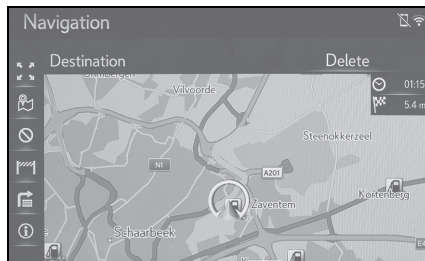 Navigation
Destination
Delete
01:15
5.4 m
Vilvoorde
Steenokkerzeel
N1
A201
Zaventem
Kortenberg
Schaarbeek